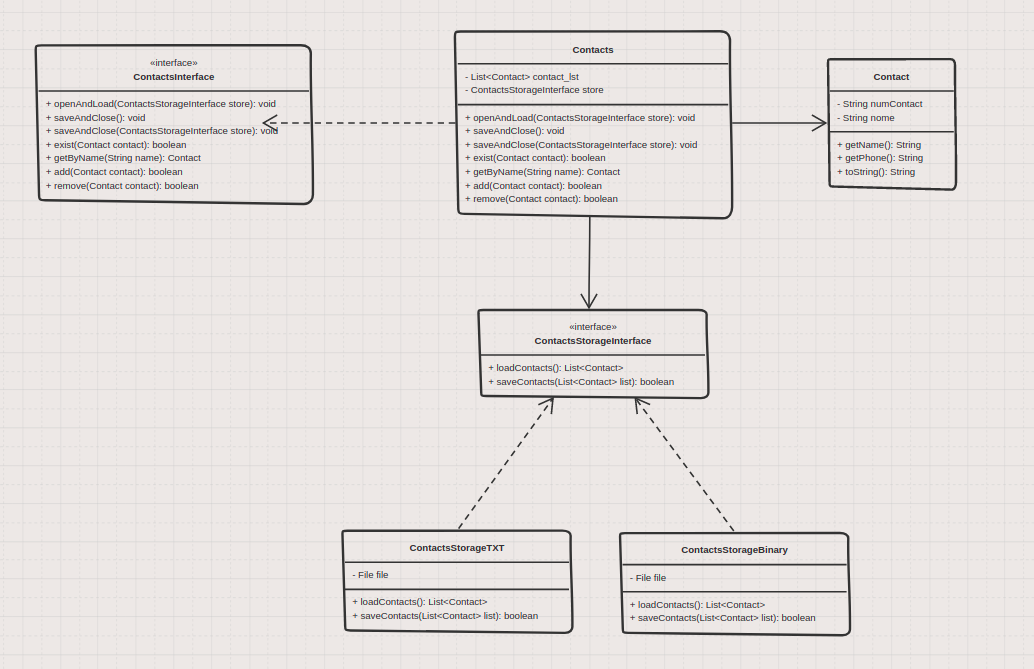 «interface»
ContactsInterface
+ openAndLoad(ContactsStorageInterface store): void
+ saveAndClose(): void
+ saveAndClose(ContactsStorageInterface store): void
+ exist(Contact contact): boolean
+ getByName(String name): Contact
+ add(Contact contact): boolean
+ remove(Contact contact): boolean
Contacts
- List<Contact> contact_lst
- ContactsStorageInterface store
+ openAndLoad(ContactsStorageInterface store): void
+ saveAndClose(): void
+ saveAndClose(ContactsStorageInterface store): void
+ exist(Contact contact): boolean
+ getByName(String name): Contact
+ add(Contact contact): boolean
+ remove(Contact contact): boolean
Contact
- String numContact
- String nome
+ getName(): String
+ getPhone(): String
+ toString(): String
«interface»
ContactsStorageInterface
+ loadContacts(): List<Contact>
+ saveContacts(List<Contact> list): boolean
ContactsStorageTXT
- File file
+ loadContacts(): List<Contact>
+ saveContacts(List<Contact> list): boolean
ContactsStorageBinary
- File file
+ loadContacts(): List<Contact>
+ saveContacts(List<Contact> list): boolean